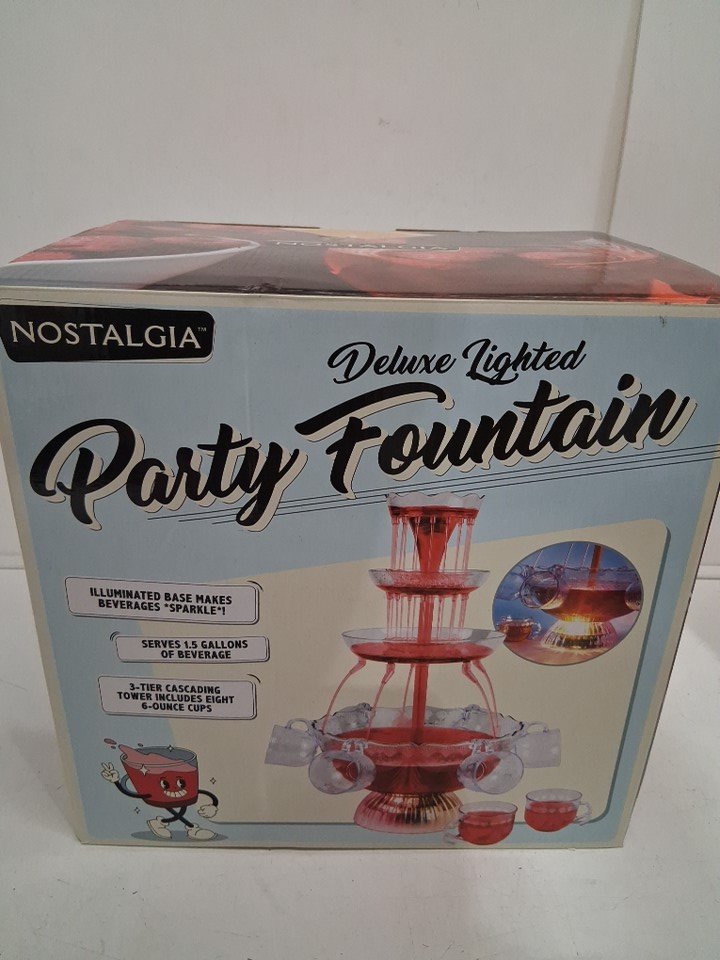 NOSTALGIA
NOSTALGIA™
Deluxe Lighted
Party Fountain
ILLUMINATED BASE MAKES
BEVERAGES *SPARKLE*!
SERVES 1.5 GALLONS
OF BEVERAGE
3-TIER CASCADING
TOWER INCLUDES EIGHT
6-OUNCE CUPS